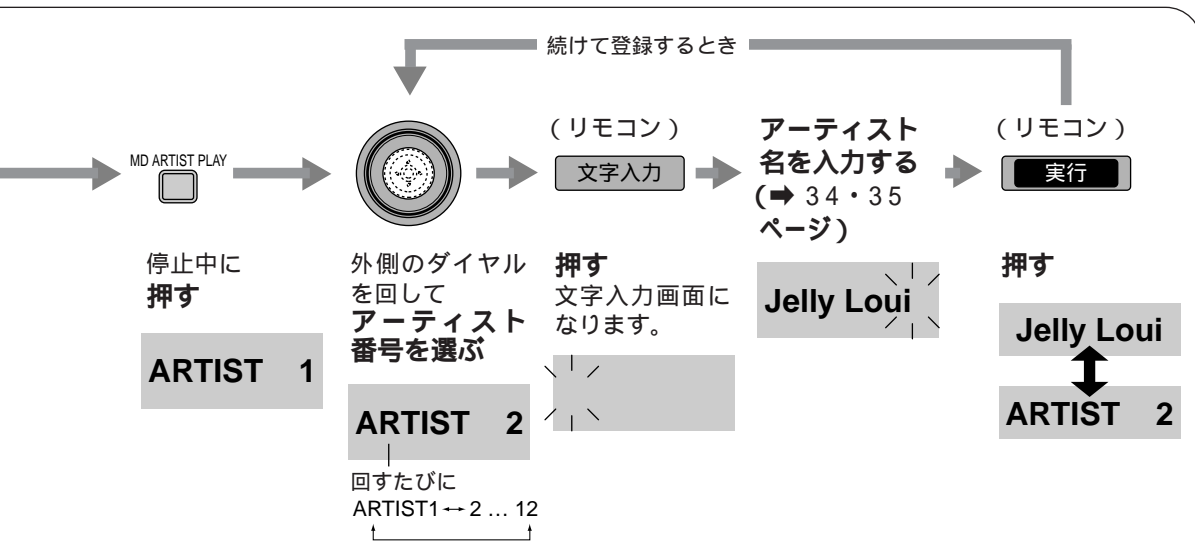 続けて登録するとき
MD ARTIST PLAY
停止中に
押す
ARTIST 1
外側のダイヤル
を回して
アーティスト
番号を選ぶ
ARTIST 2
回すたびに
ARTIST1↔2 … 12
(リモコン)
文字入力
押す
文字入力画面に
なります。
アーティスト
名を入力する
(➡ 34・35
ページ)
Jelly Loui
(リモコン)
実行
押す
Jelly Loui
ARTIST 2